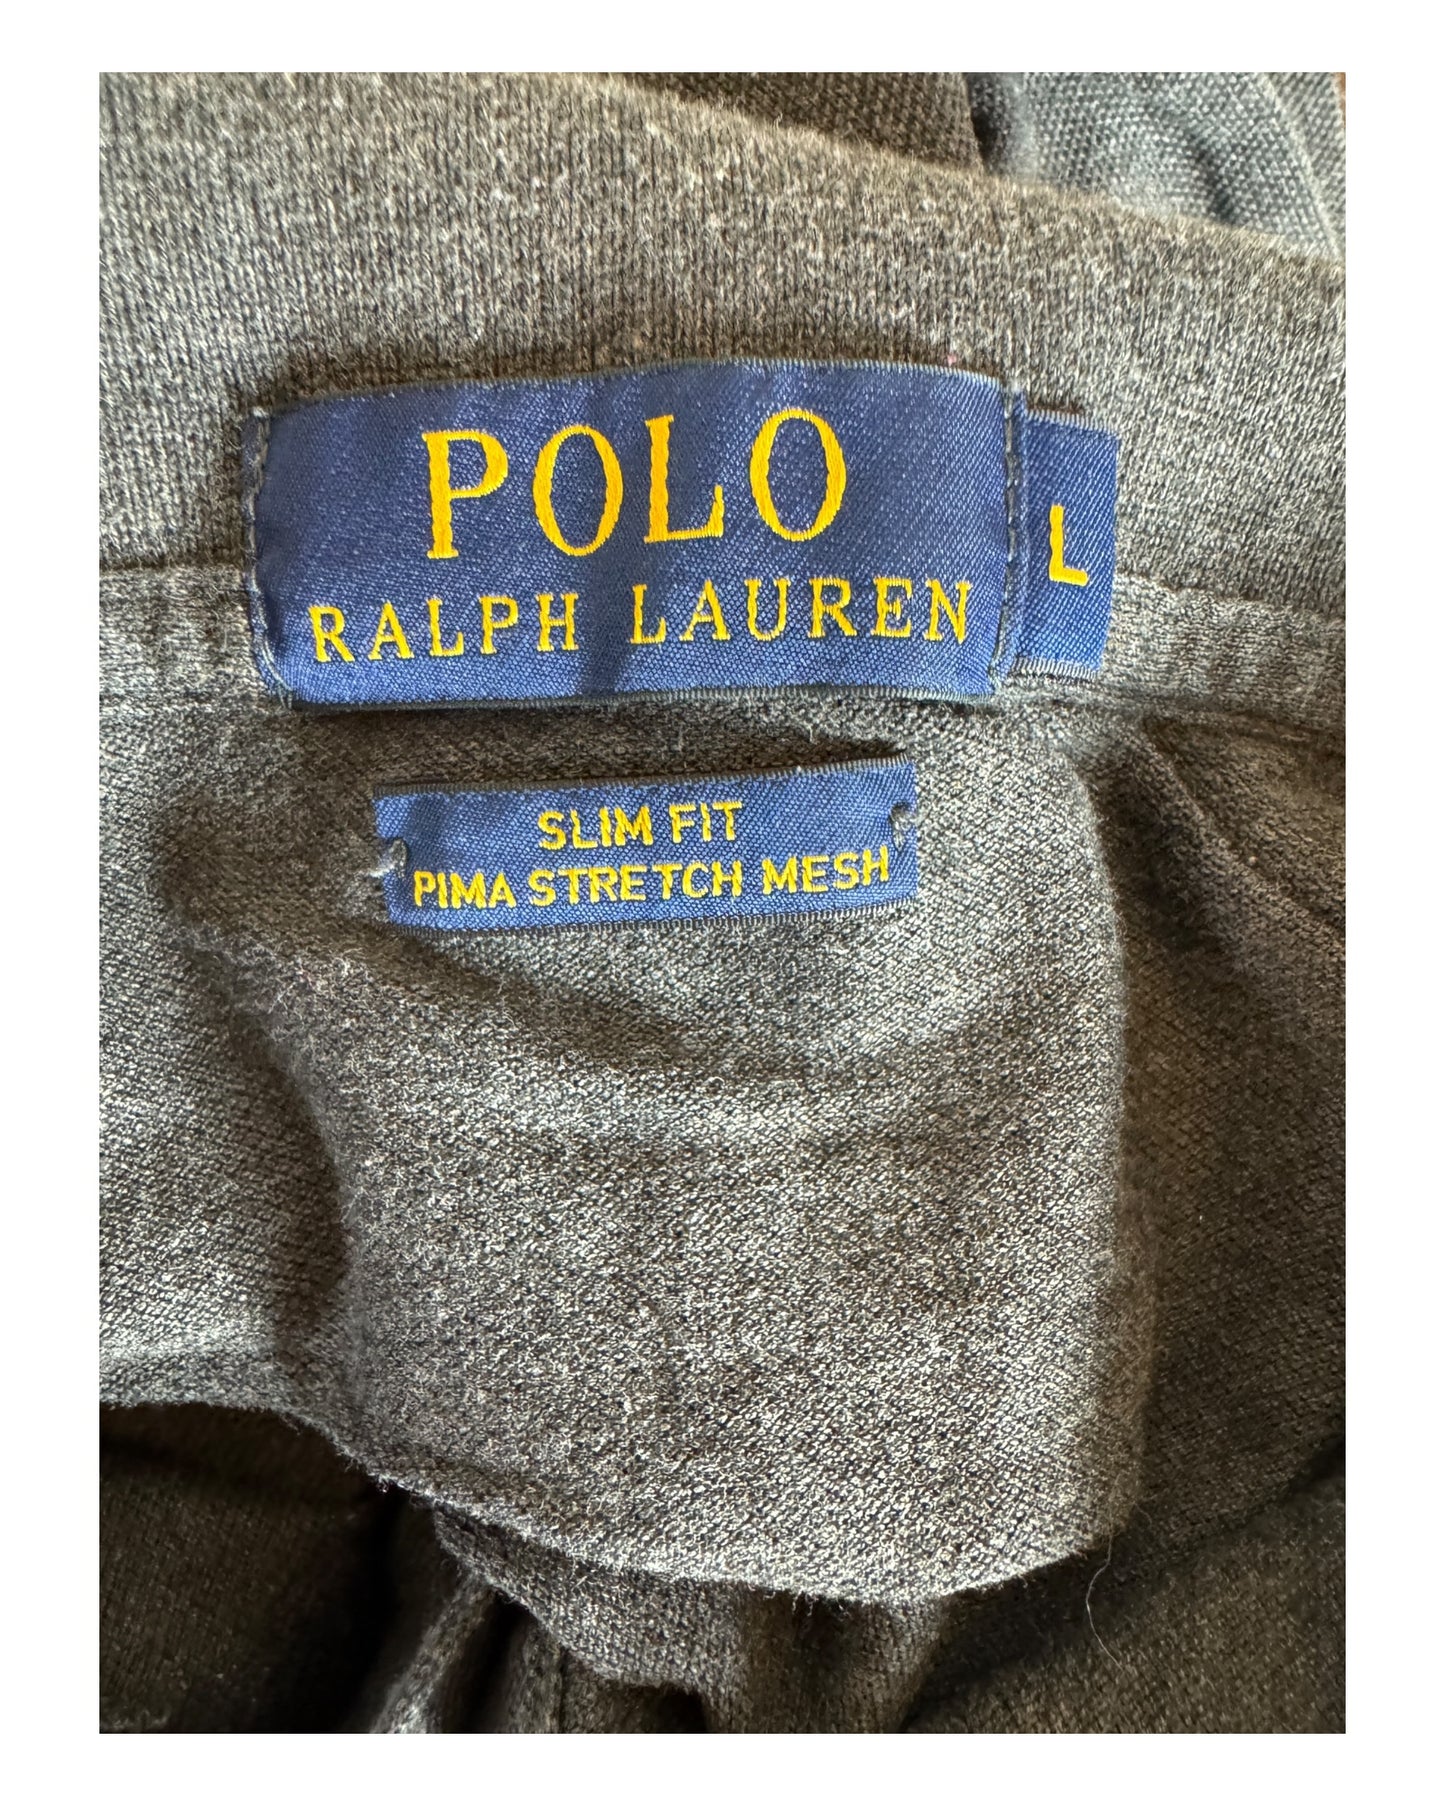 POLO
RALPH LAUREN
L
SLIM FIT
PIMA STRETCH MESH